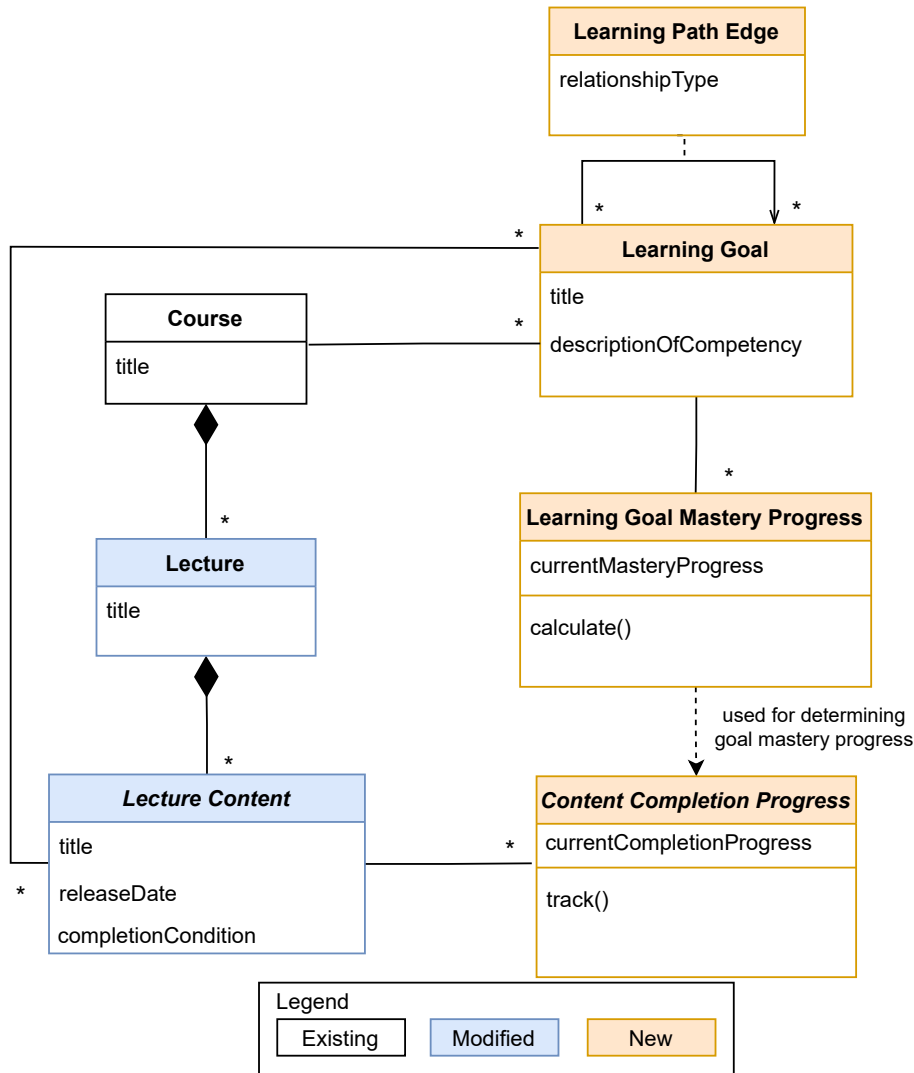 Learning Path Edge
relationshipType
*
*
*
Learning Goal
title
descriptionOfCompetency
Course
title
*
*
*
Lecture
title
Learning Goal Mastery Progress
currentMasteryProgress
calculate()
used for determining
goal mastery progress
*
Lecture Content
title
releaseDate
completionCondition
*
*
Content Completion Progress
currentCompletionProgress
track()
Legend
Existing
Modified
New